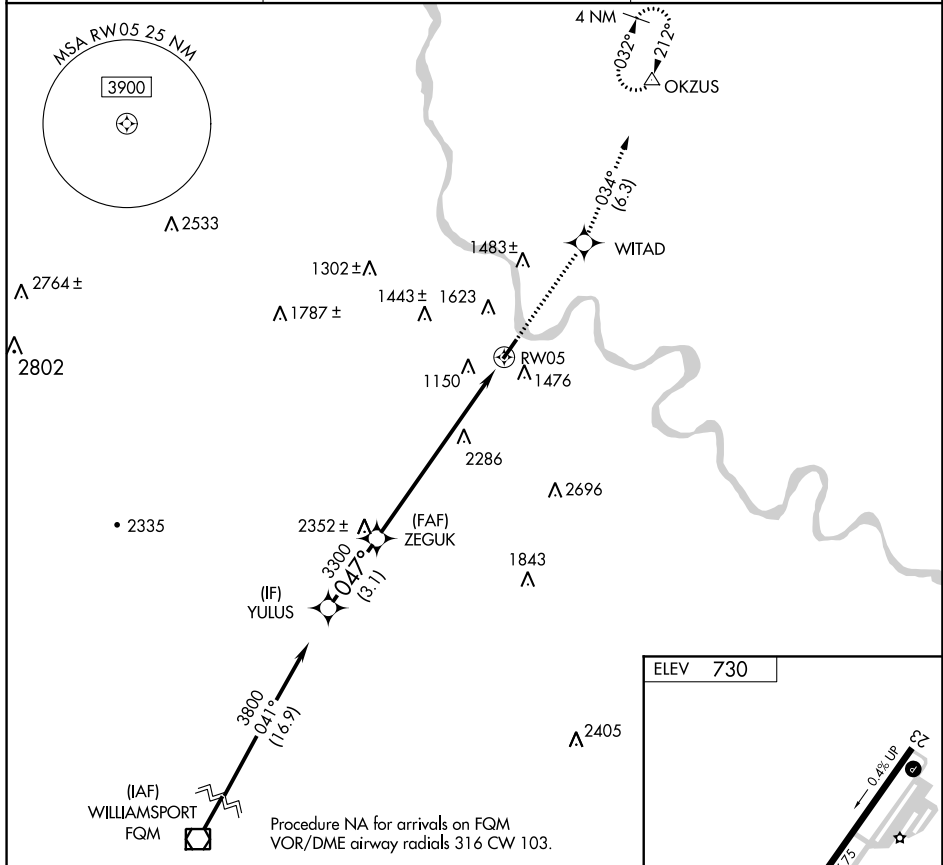 MSA RW05 25 NM
3900
4 NM
032°
212°
OKZUS
034°
(6.3)
2533
1483±
WITAD
1302±
2764±
1443±
1623
1787±
2802
RW05
1150
1476
2286
2696
2335
2352±
(FAF)
ZEGUK
3300
047°
(3.1)
1843
(IF)
YULUS
ELEV 730
3800
041°
(16.9)
2405
23
0.4% UP
P
(IAF)
WILLIAMSPORT
FQM
Procedure NA for arrivals on FQM
VOR/DME airway radials 316 CW 103.